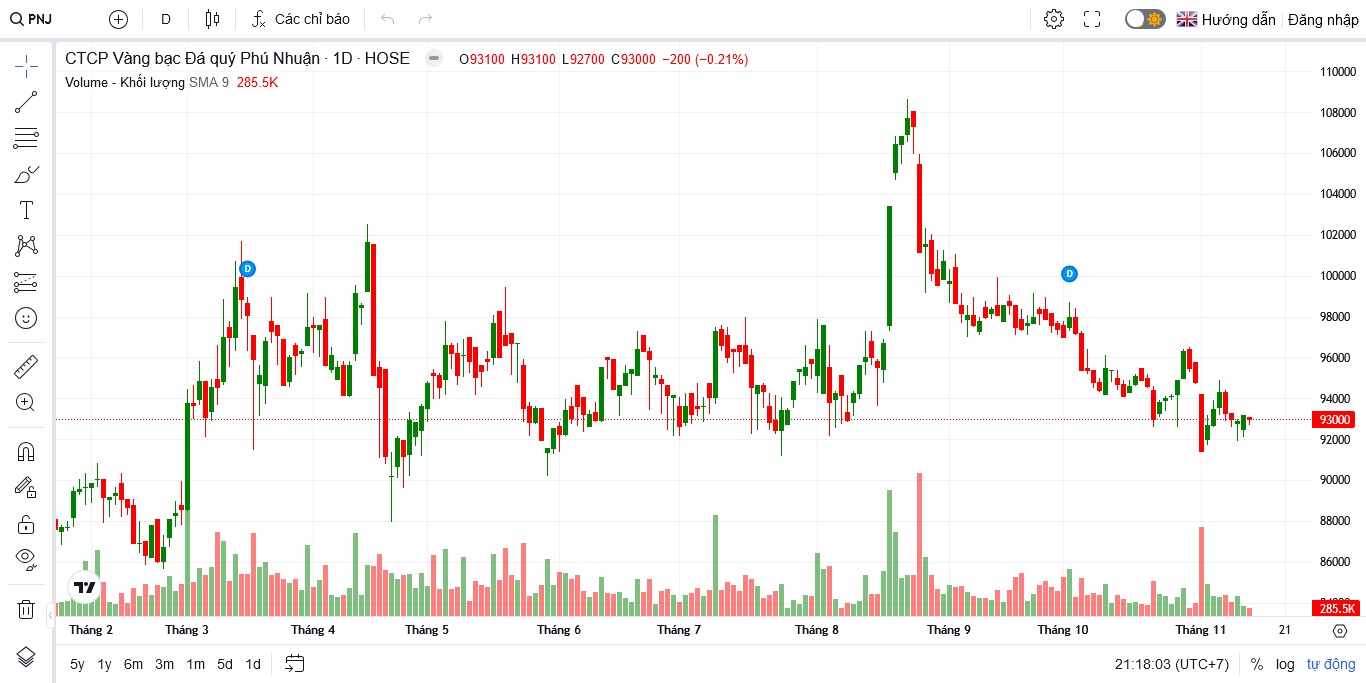 PNJ D Các chỉ báo Hướng dẫn Đăng nhập
CTCP Vàng bạc Đá quý Phú Nhuận · 1D · HOSE O93100 H93100 L92700 C93000 −200 (−0.21%)
Volume - Khối lượng SMA 9 285.5K
110000
108000
106000
104000
102000
D
D
100000
98000
96000
94000
93000
92000
90000
88000
86000
285.5K
Tháng 2 Tháng 3 Tháng 4 Tháng 5 Tháng 6 Tháng 7 Tháng 8 Tháng 9 Tháng 10 Tháng 11 21
5y 1y 6m 3m 1m 5d 1d 21:18:03 (UTC+7) % log tự động